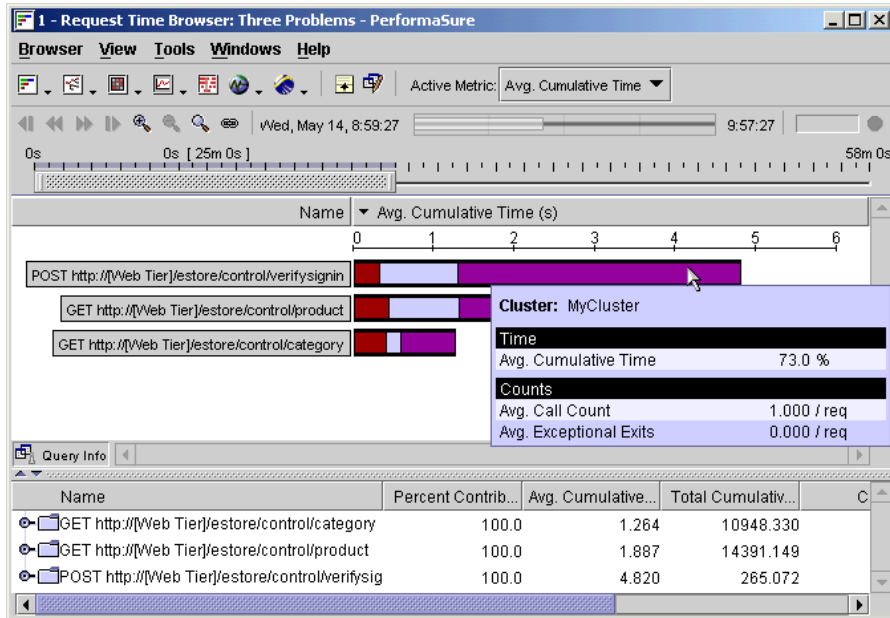 1 - Request Time Browser: Three Problems - PerformaSure
Browser View Tools Windows Help
Active Metric: Avg. Cumulative Time
Wed, May 14, 8:59:27 9:57:27
0s 0s [ 25m 0s ] 58m 0s
Name Avg. Cumulative Time (s)
0 1 2 3 4 5 6
POST http://[Web Tier]/estore/control/verifysignin
GET http://[Web Tier]/estore/control/product
GET http://[Web Tier]/estore/control/category
Cluster: MyCluster
Time
Avg. Cumulative Time 73.0 %
Counts
Avg. Call Count 1.000 / req
Avg. Exceptional Exits 0.000 / req
Query Info
Name Percent Contrib... Avg. Cumulative... Total Cumulativ... C
GET http://[Web Tier]/estore/control/category 100.0 1.264 10948.330
GET http://[Web Tier]/estore/control/product 100.0 1.887 14391.149
POST http://[Web Tier]/estore/control/verifysig 100.0 4.820 265.072